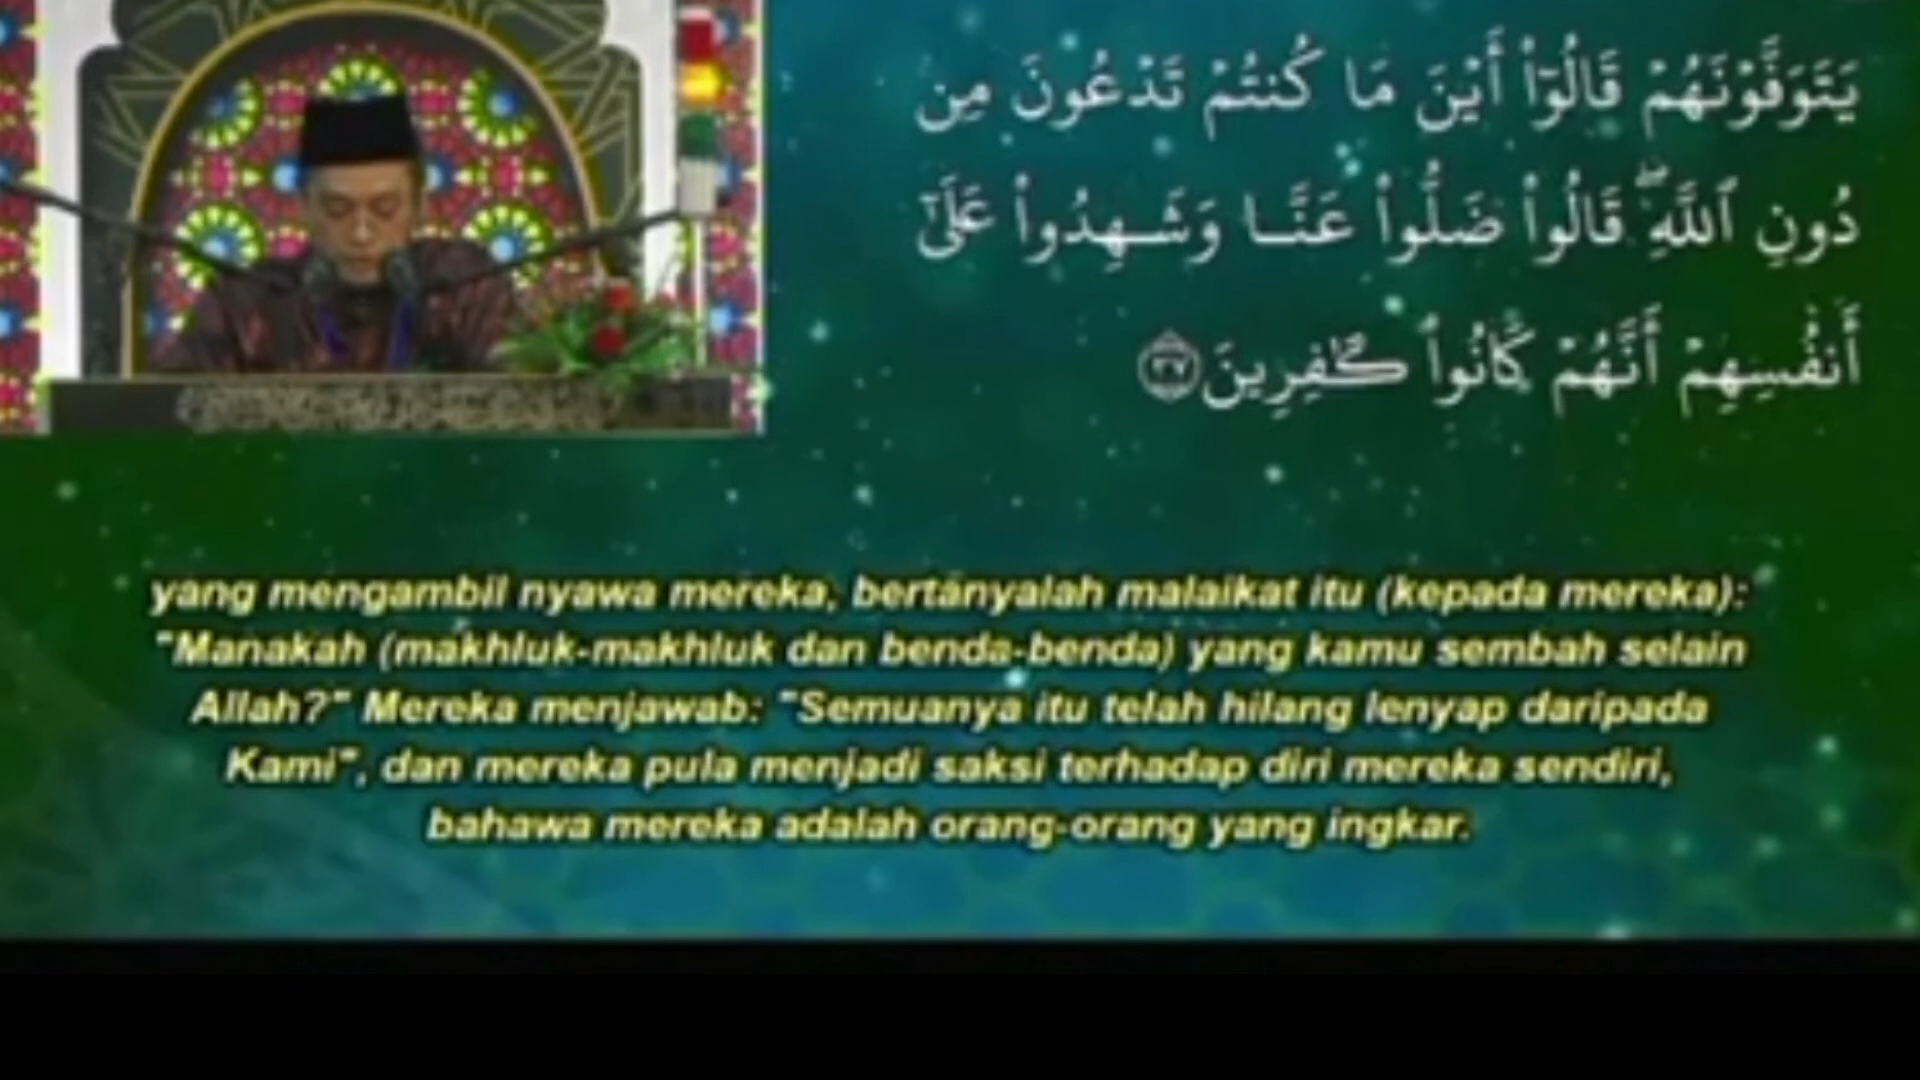 يَتَوَفَّوْنَهُمْ قَالُوٓا۟ أَيْنَ مَا كُنتُمْ تَدْعُونَ مِن
دُونِ ٱللَّهِ ۖ قَالُوا۟ ضَلُّوا۟ عَنَّا وَشَهِدُوا۟ عَلَىٰٓ
أَنفُسِهِمْ أَنَّهُمْ كَانُوا۟ كَـٰفِرِينَ ٣٧
yang mengambil nyawa mereka, bertanyalah malaikat itu (kepada mereka):
"Manakah (makhluk-makhluk dan benda-benda) yang kamu sembah selain
Allah?" Mereka menjawab: "Semuanya itu telah hilang lenyap daripada
Kami", dan mereka pula menjadi saksi terhadap diri mereka sendiri,
bahawa mereka adalah orang-orang yang ingkar.